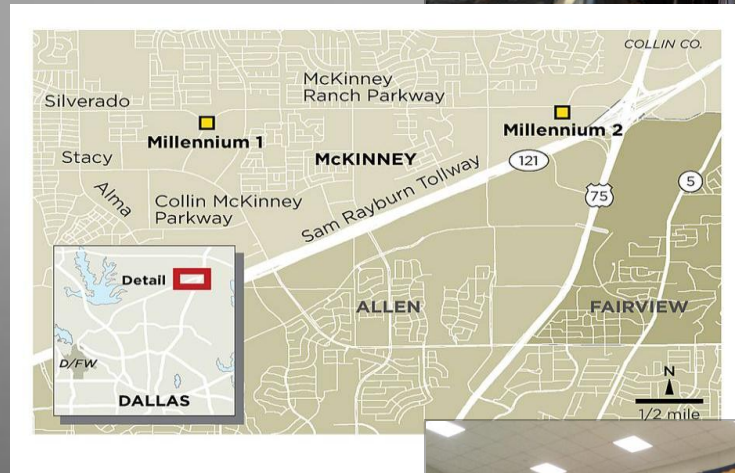 COLLIN CO.
McKinney
Ranch Parkway
Silverado
Millennium 1
Millennium 2
Stacy
McKINNEY
121
Alma
Collin McKinney
Parkway
Sam Rayburn Tollway
75
5
Detail
ALLEN
FAIRVIEW
D/FW
DALLAS
N
1/2 mile